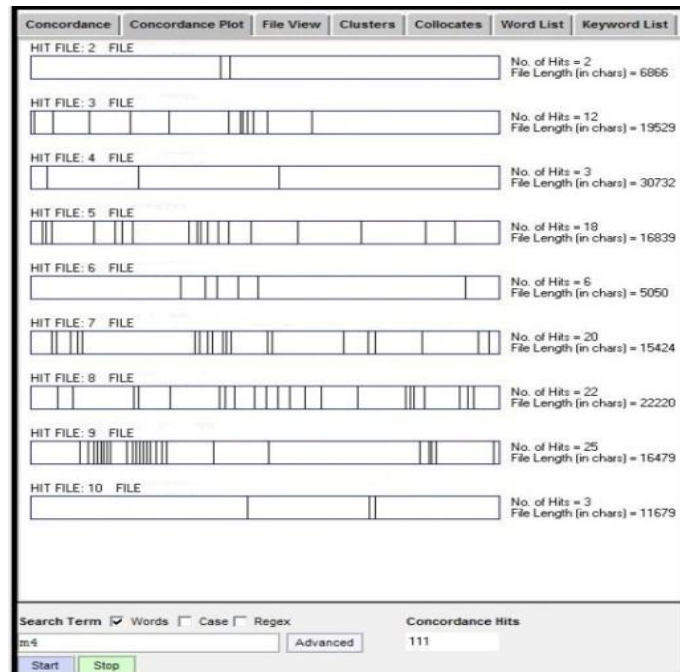 Concordance Concordance Plot File View Clusters Collocates Word List Keyword List
HIT FILE: 2 FILE
No. of Hits = 2
File Length (in chars) = 6866
HIT FILE: 3 FILE
No. of Hits = 12
File Length (in chars) = 19529
HIT FILE: 4 FILE
No. of Hits = 3
File Length (in chars) = 30732
HIT FILE: 5 FILE
No. of Hits = 18
File Length (in chars) = 16839
HIT FILE: 6 FILE
No. of Hits = 6
File Length (in chars) = 5050
HIT FILE: 7 FILE
No. of Hits = 20
File Length (in chars) = 15424
HIT FILE: 8 FILE
No. of Hits = 22
File Length (in chars) = 22220
HIT FILE: 9 FILE
No. of Hits = 25
File Length (in chars) = 16479
HIT FILE: 10 FILE
No. of Hits = 3
File Length (in chars) = 11679
Search Term Words Case Regex Concordance Hits
m4 Advanced 111
Start Stop